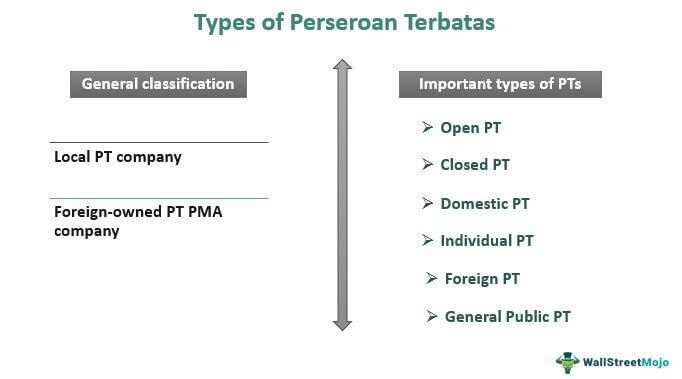 Types of Perseroan Terbatas
General classification
Local PT company
Foreign-owned PT PMA
company
Important types of PTs
Open PT
Closed PT
Domestic PT
Individual PT
Foreign PT
General Public PT
WallStreetMojo